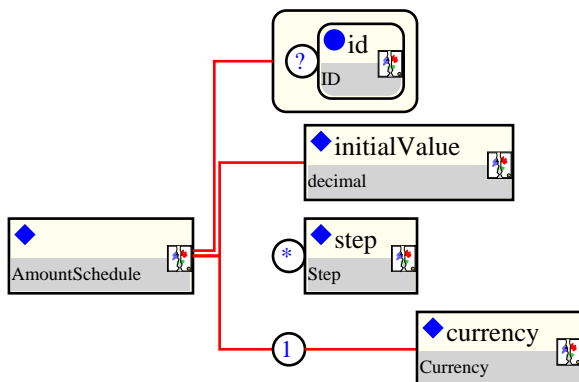 ?
id
ID
initialValue
decimal
AmountSchedule
*
step
Step
1
currency
Currency